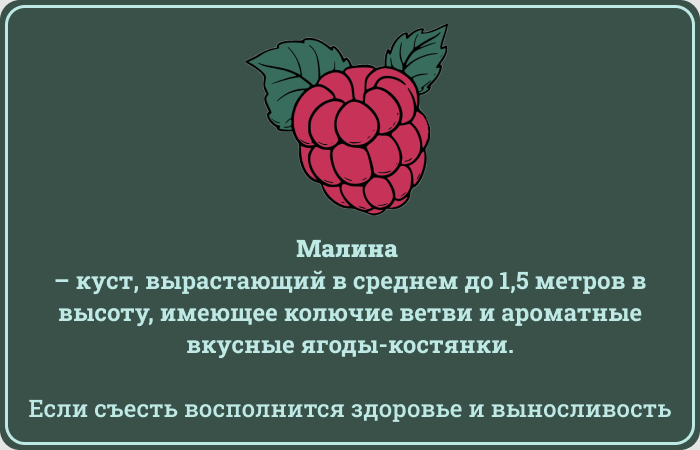 Малина
– куст, вырастающий в среднем до 1,5 метров в
высоту, имеющее колючие ветви и ароматные
вкусные ягоды-костянки.
Если съесть восполнится здоровье и выносливость